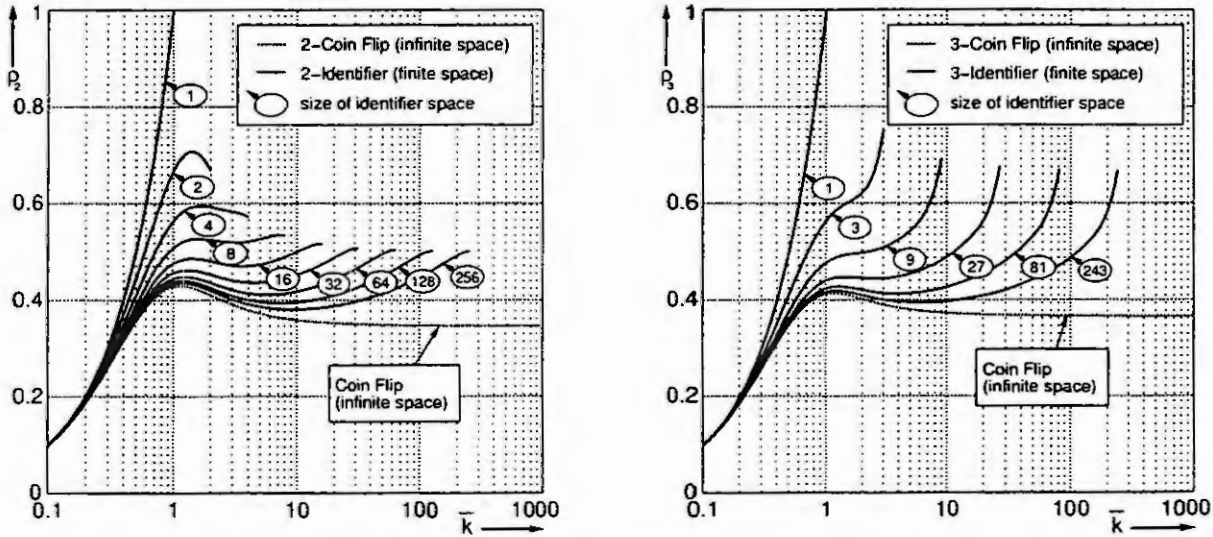 1
ρ₂
0.8
0.6
0.4
0.2
0
0.1
1
10
100
1000
k̄
2-Coin Flip (infinite space)
2-Identifier (finite space)
size of identifier space
1
2
4
8
16
32
64
128
256
Coin Flip
(infinite space)
1
ρ₃
0.8
0.6
0.4
0.2
0
0.1
1
10
100
1000
k̄
3-Coin Flip (infinite space)
3-Identifier (finite space)
size of identifier space
1
3
9
27
81
243
Coin Flip
(infinite space)